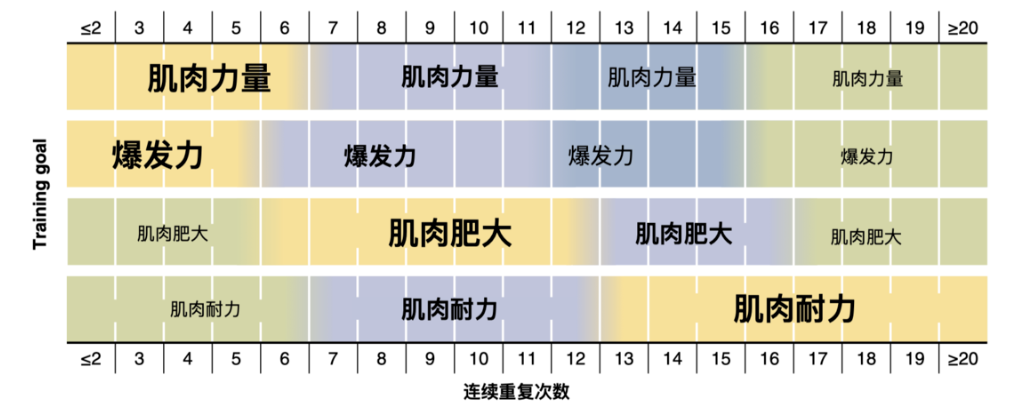 ≤2 3 4 5 6 7 8 9 10 11 12 13 14 15 16 17 18 19 ≥20
肌肉力量 肌肉力量 肌肉力量 肌肉力量
爆发力 爆发力 爆发力 爆发力
Training goal
肌肉肥大 肌肉肥大 肌肉肥大 肌肉肥大
肌肉耐力 肌肉耐力 肌肉耐力
≤2 3 4 5 6 7 8 9 10 11 12 13 14 15 16 17 18 19 ≥20
连续重复次数